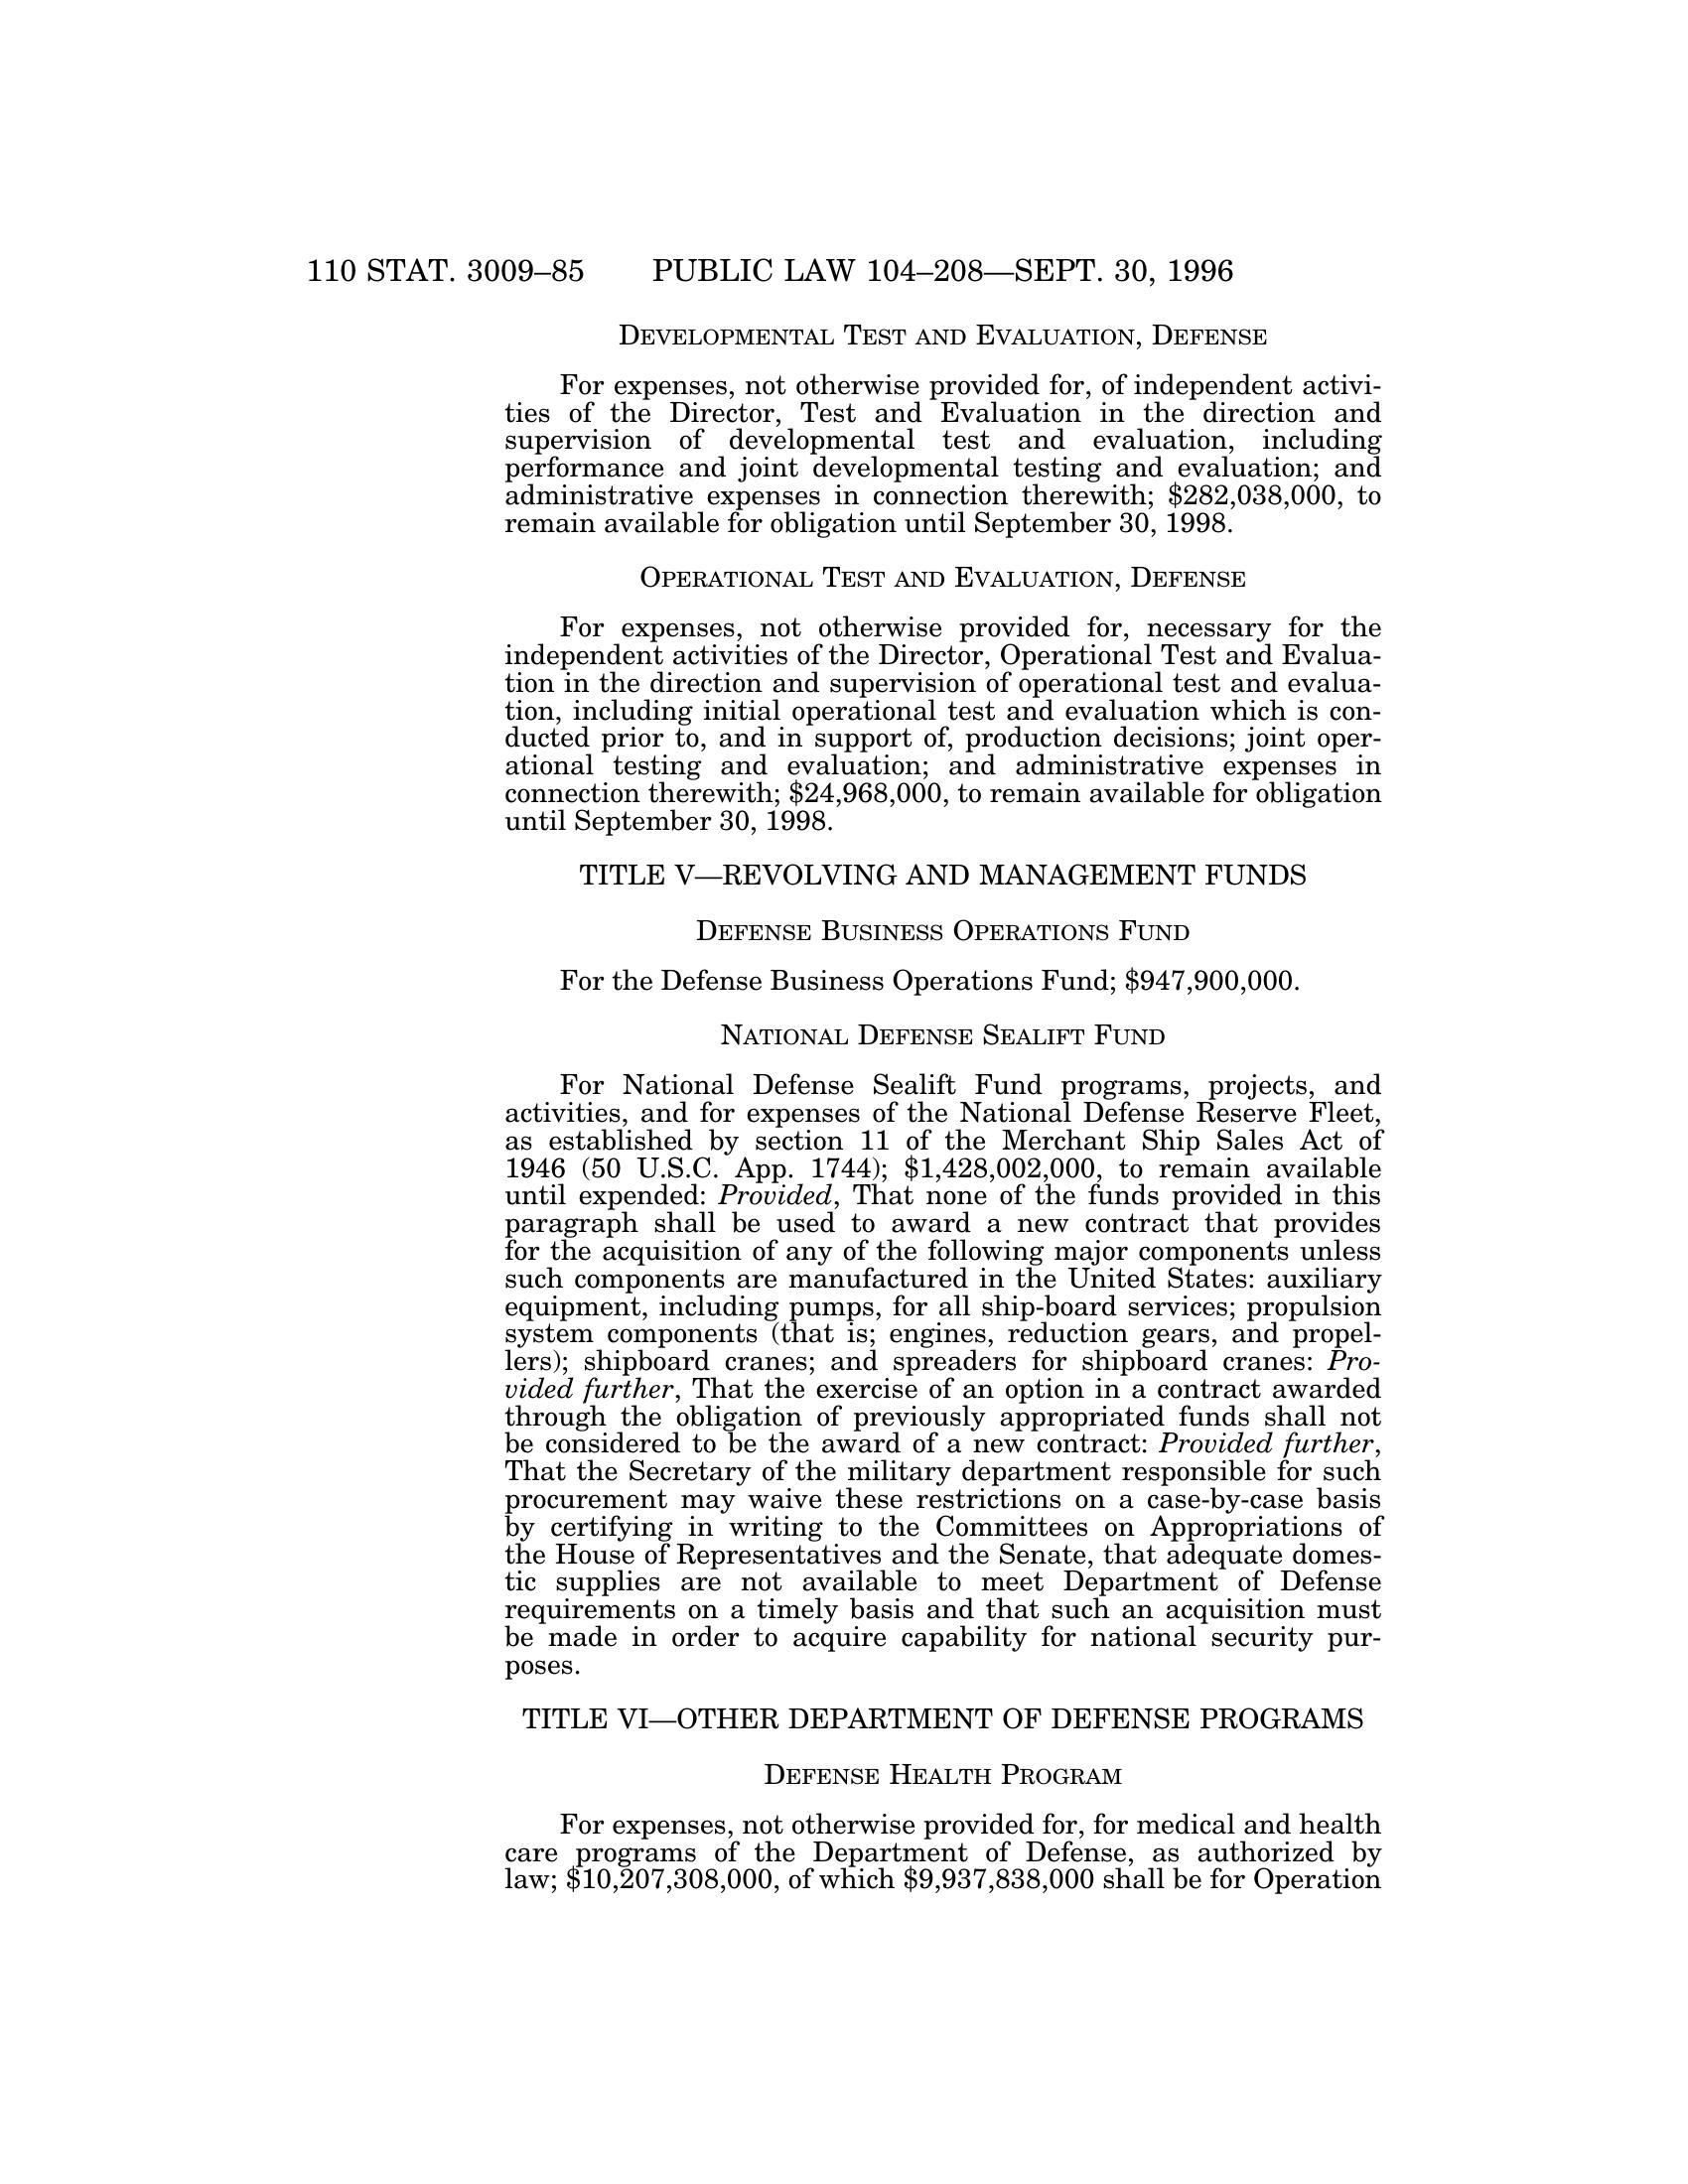 110 STAT. 3009–85 PUBLIC LAW 104–208—SEPT. 30, 1996
DEVELOPMENTAL TEST AND EVALUATION, DEFENSE
For expenses, not otherwise provided for, of independent activi-
ties of the Director, Test and Evaluation in the direction and
supervision of developmental test and evaluation, including
performance and joint developmental testing and evaluation; and
administrative expenses in connection therewith; $282,038,000, to
remain available for obligation until September 30, 1998.
OPERATIONAL TEST AND EVALUATION, DEFENSE
For expenses, not otherwise provided for, necessary for the
independent activities of the Director, Operational Test and Evalua-
tion in the direction and supervision of operational test and evalua-
tion, including initial operational test and evaluation which is con-
ducted prior to, and in support of, production decisions; joint oper-
ational testing and evaluation; and administrative expenses in
connection therewith; $24,968,000, to remain available for obligation
until September 30, 1998.
TITLE V—REVOLVING AND MANAGEMENT FUNDS
DEFENSE BUSINESS OPERATIONS FUND
For the Defense Business Operations Fund; $947,900,000.
NATIONAL DEFENSE SEALIFT FUND
For National Defense Sealift Fund programs, projects, and
activities, and for expenses of the National Defense Reserve Fleet,
as established by section 11 of the Merchant Ship Sales Act of
1946 (50 U.S.C. App. 1744); $1,428,002,000, to remain available
until expended: Provided, That none of the funds provided in this
paragraph shall be used to award a new contract that provides
for the acquisition of any of the following major components unless
such components are manufactured in the United States: auxiliary
equipment, including pumps, for all ship-board services; propulsion
system components (that is; engines, reduction gears, and propel-
lers); shipboard cranes; and spreaders for shipboard cranes: Pro-
vided further, That the exercise of an option in a contract awarded
through the obligation of previously appropriated funds shall not
be considered to be the award of a new contract: Provided further,
That the Secretary of the military department responsible for such
procurement may waive these restrictions on a case-by-case basis
by certifying in writing to the Committees on Appropriations of
the House of Representatives and the Senate, that adequate domes-
tic supplies are not available to meet Department of Defense
requirements on a timely basis and that such an acquisition must
be made in order to acquire capability for national security pur-
poses.
TITLE VI—OTHER DEPARTMENT OF DEFENSE PROGRAMS
DEFENSE HEALTH PROGRAM
For expenses, not otherwise provided for, for medical and health
care programs of the Department of Defense, as authorized by
law; $10,207,308,000, of which $9,937,838,000 shall be for Operation